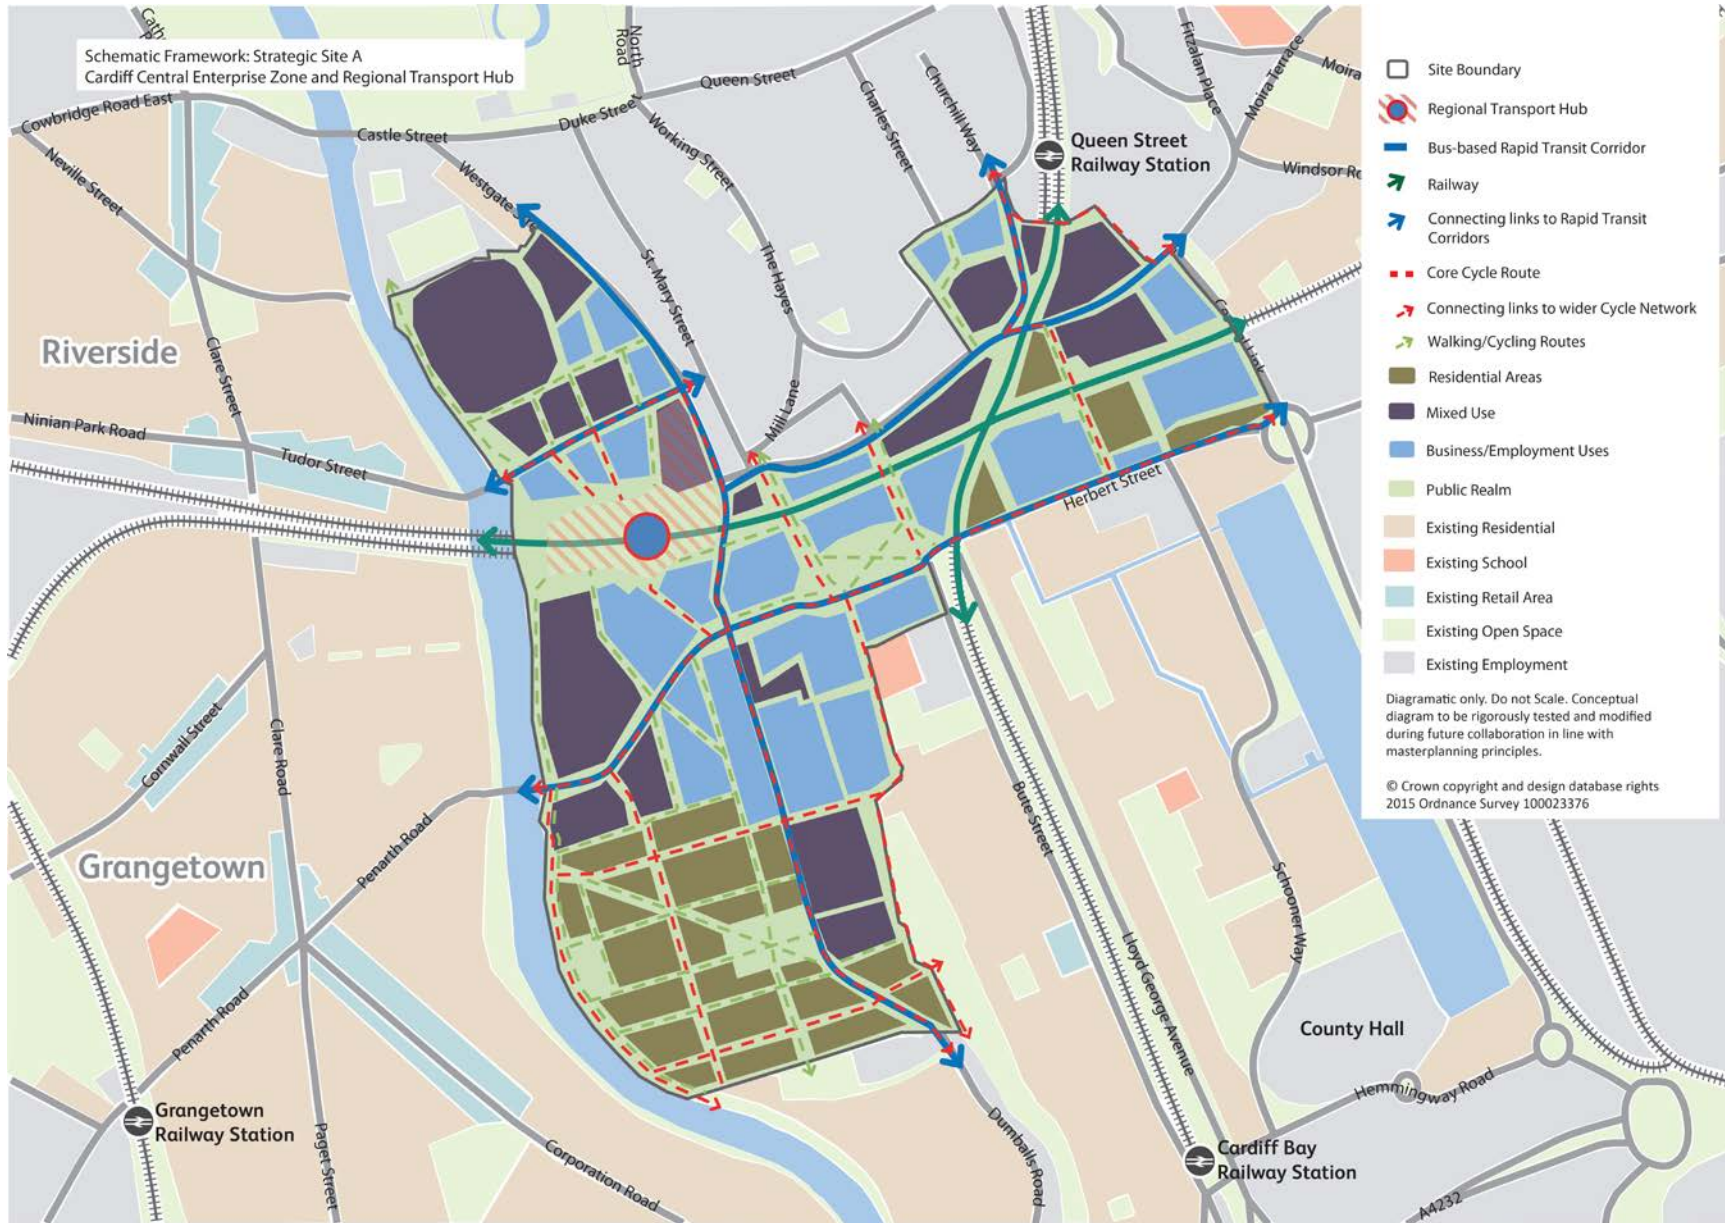 Schematic Framework: Strategic Site A
Cardiff Central Enterprise Zone and Regional Transport Hub
North
Road
Queen Street
Cowbridge Road East
Castle Street
Duke Stree
Working Street
Charles Street
Churchill Way
Fitzalan Place
Moira Terrace
Moira
Queen Street
Railway Station
Windsor Ro
Neville Street
Westgate Stre
St. Mary Street
The Hayes
Riverside
Clare Street
Mill Lane
Ninian Park Road
Tudor Street
Herbert Street
Cornwall Street
Clare Road
Penarth Road
Grangetown
Bute Street
Schooner Way
Lloyd George Avenue
County Hall
Penarth Road
Hemmingway Road
Grangetown
Railway Station
Paget Street
Corporation Road
Dumballs Road
Cardiff Bay
Railway Station
A4232
Site Boundary
Regional Transport Hub
Bus-based Rapid Transit Corridor
Railway
Connecting links to Rapid Transit
Corridors
Core Cycle Route
Connecting links to wider Cycle Network
Walking/Cycling Routes
Residential Areas
Mixed Use
Business/Employment Uses
Public Realm
Existing Residential
Existing School
Existing Retail Area
Existing Open Space
Existing Employment
Diagramatic only. Do not Scale. Conceptual
diagram to be rigorously tested and modified
during future collaboration in line with
masterplanning principles.
© Crown copyright and design database rights
2015 Ordnance Survey 100023376